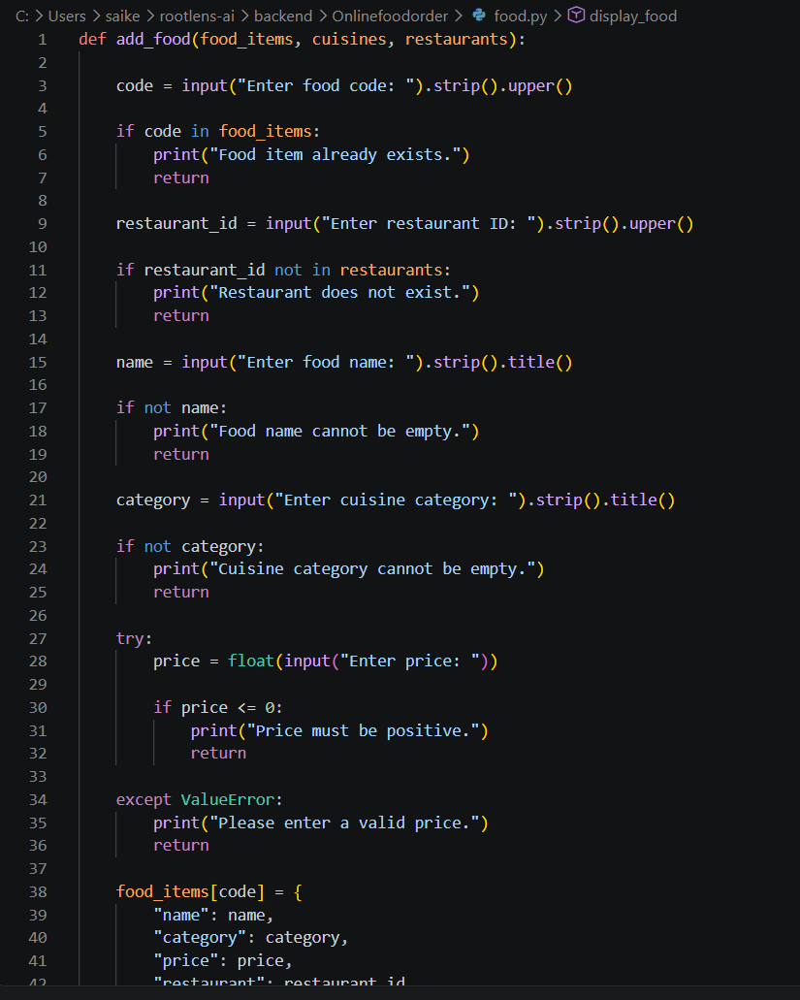 C: > Users > saike > rootlens-ai > backend > Onlinefoodorder > food.py > display_food
1 def add_food(food_items, cuisines, restaurants):
2
3     code = input("Enter food code: ").strip().upper()
4
5     if code in food_items:
6         print("Food item already exists.")
7         return
8
9     restaurant_id = input("Enter restaurant ID: ").strip().upper()
10
11     if restaurant_id not in restaurants:
12         print("Restaurant does not exist.")
13         return
14
15     name = input("Enter food name: ").strip().title()
16
17     if not name:
18         print("Food name cannot be empty.")
19         return
20
21     category = input("Enter cuisine category: ").strip().title()
22
23     if not category:
24         print("Cuisine category cannot be empty.")
25         return
26
27     try:
28         price = float(input("Enter price: "))
29
30         if price <= 0:
31             print("Price must be positive.")
32             return
33
34     except ValueError:
35         print("Please enter a valid price.")
36         return
37
38     food_items[code] = {
39         "name": name,
40         "category": category,
41         "price": price,
42         "restaurant": restaurant_id